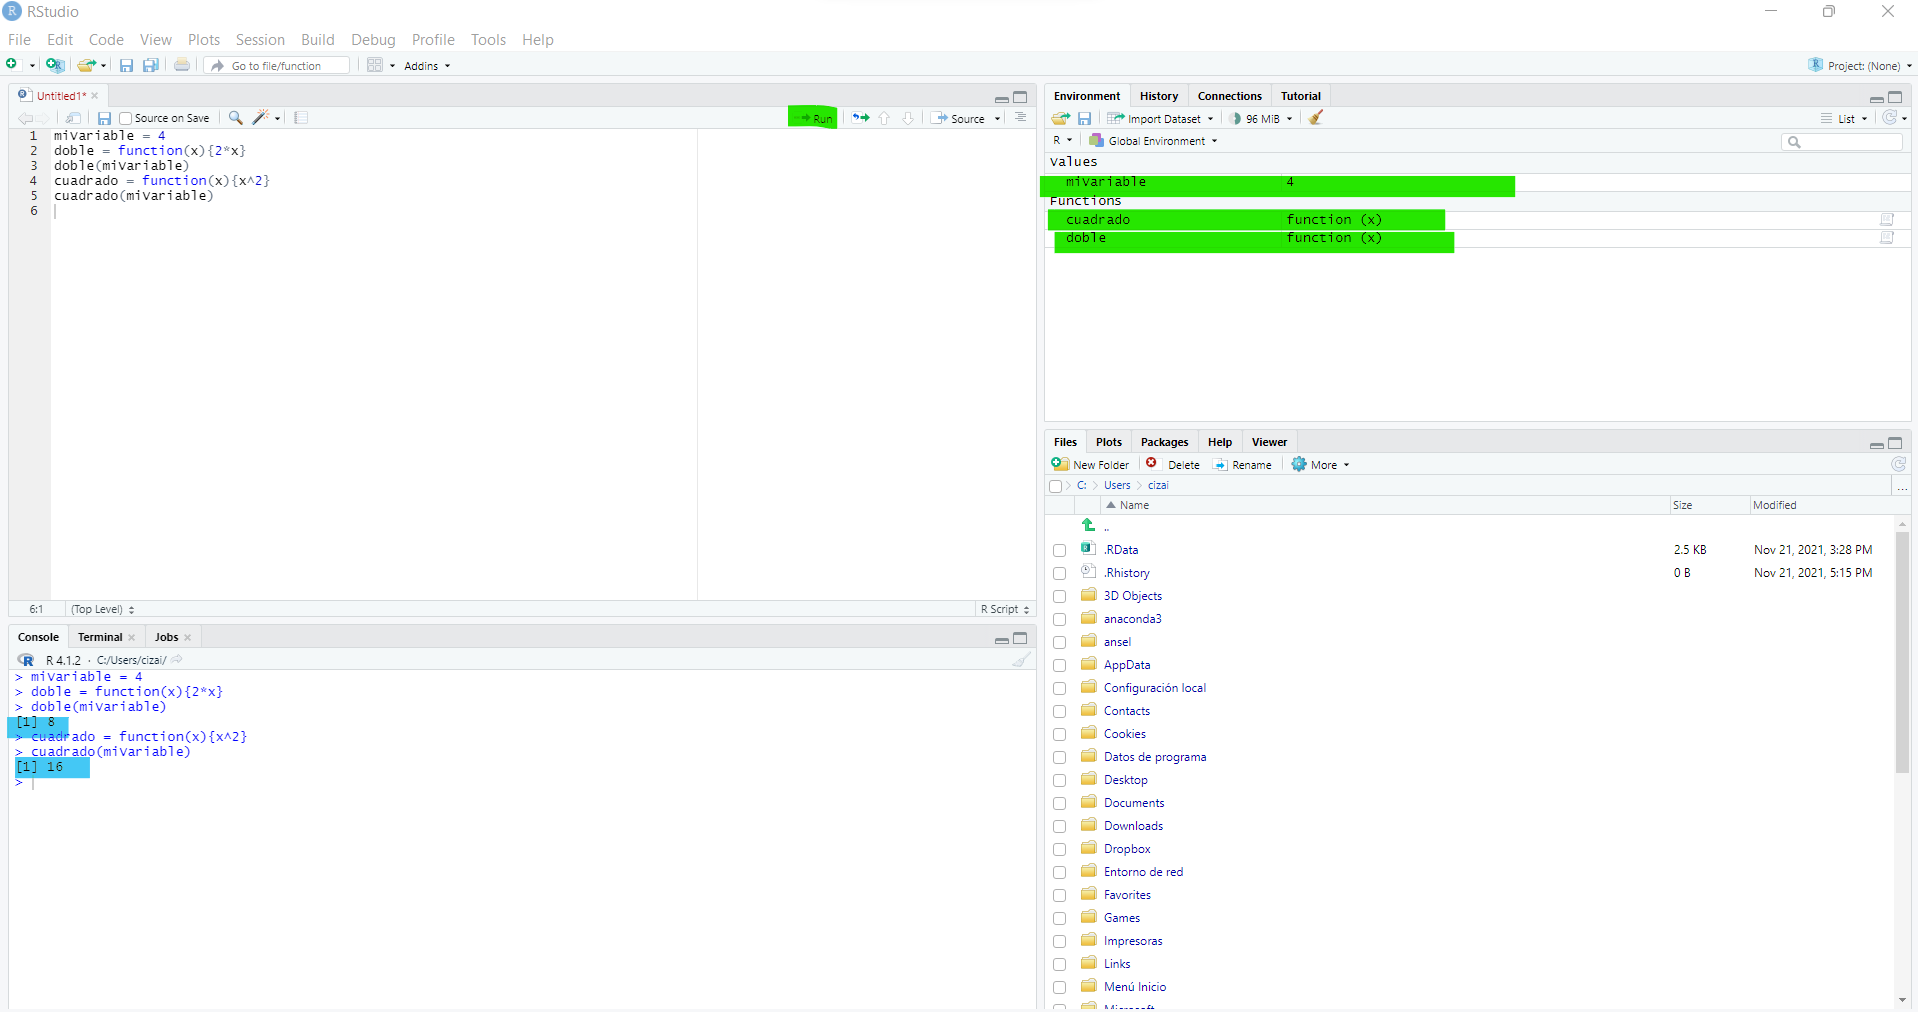 RStudio
File Edit Code View Plots Session Build Debug Profile Tools Help
Go to file/function Addins Project: (None)
Untitled1*
Source on Save Run Source
1 miVariable = 4
2 doble = function(x){2*x}
3 doble(miVariable)
4 cuadrado = function(x){x^2}
5 cuadrado(miVariable)
6
6:1 (Top Level) R Script
Console Terminal Jobs
R 4.1.2 · C:/Users/cizai/
> miVariable = 4
> doble = function(x){2*x}
> doble(miVariable)
[1] 8
> cuadrado = function(x){x^2}
> cuadrado(miVariable)
[1] 16
>
Environment History Connections Tutorial
Import Dataset 96 MiB List
R Global Environment
Values
miVariable 4
Functions
cuadrado function (x)
doble function (x)
Files Plots Packages Help Viewer
New Folder Delete Rename More
C: Users cizai ...
Name Size Modified
..
.RData 2.5 KB Nov 21, 2021, 3:28 PM
.Rhistory 0 B Nov 21, 2021, 5:15 PM
3D Objects
anaconda3
ansel
AppData
Configuración local
Contacts
Cookies
Datos de programa
Desktop
Documents
Downloads
Dropbox
Entorno de red
Favorites
Games
Impresoras
Links
Menú Inicio